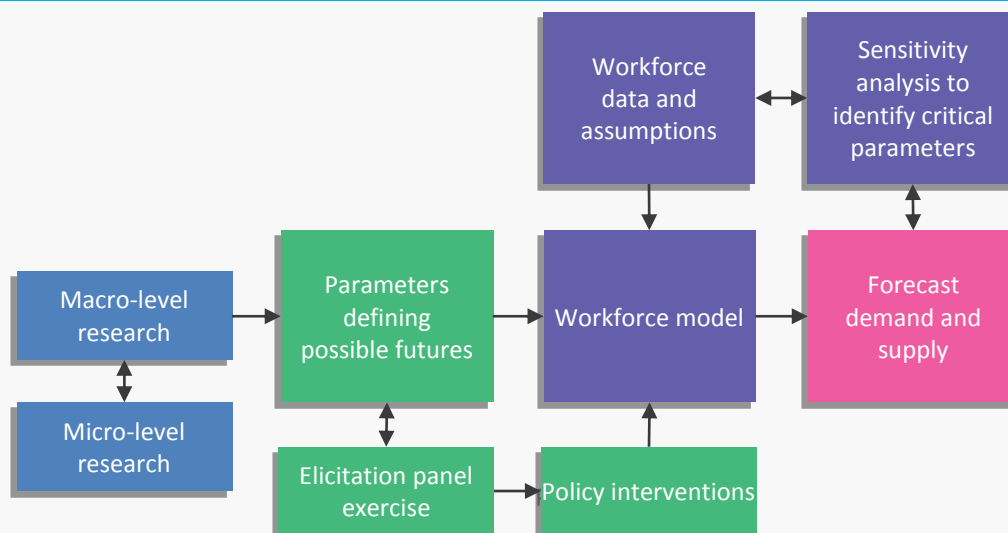 Workforce
data and
assumptions
Sensitivity
analysis to
identify critical
parameters
Macro-level
research
Parameters
defining
possible futures
Workforce model
Forecast
demand and
supply
Micro-level
research
Elicitation panel
exercise
Policy interventions